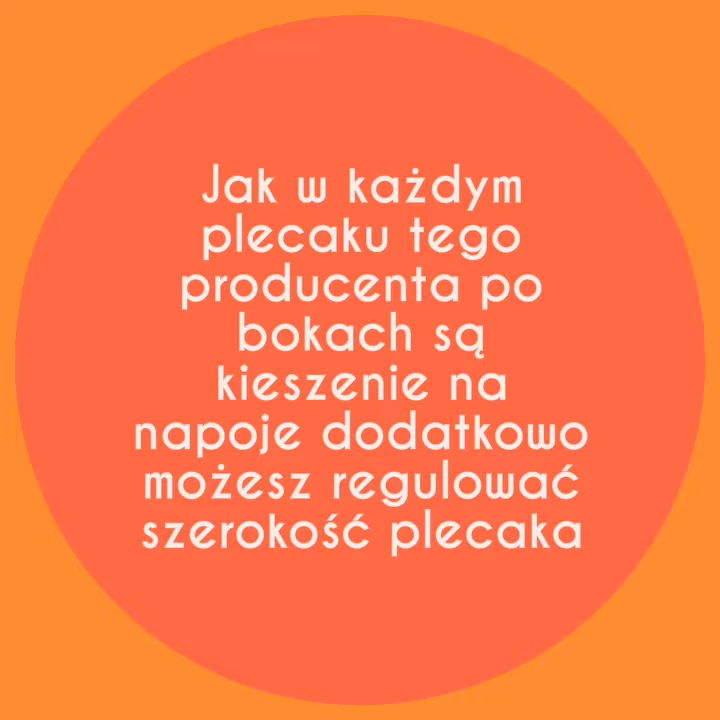 Jak w każdym
plecaku tego
producenta po
bokach są
kieszenie na
napoje dodatkowo
możesz regulować
szerokość plecaka